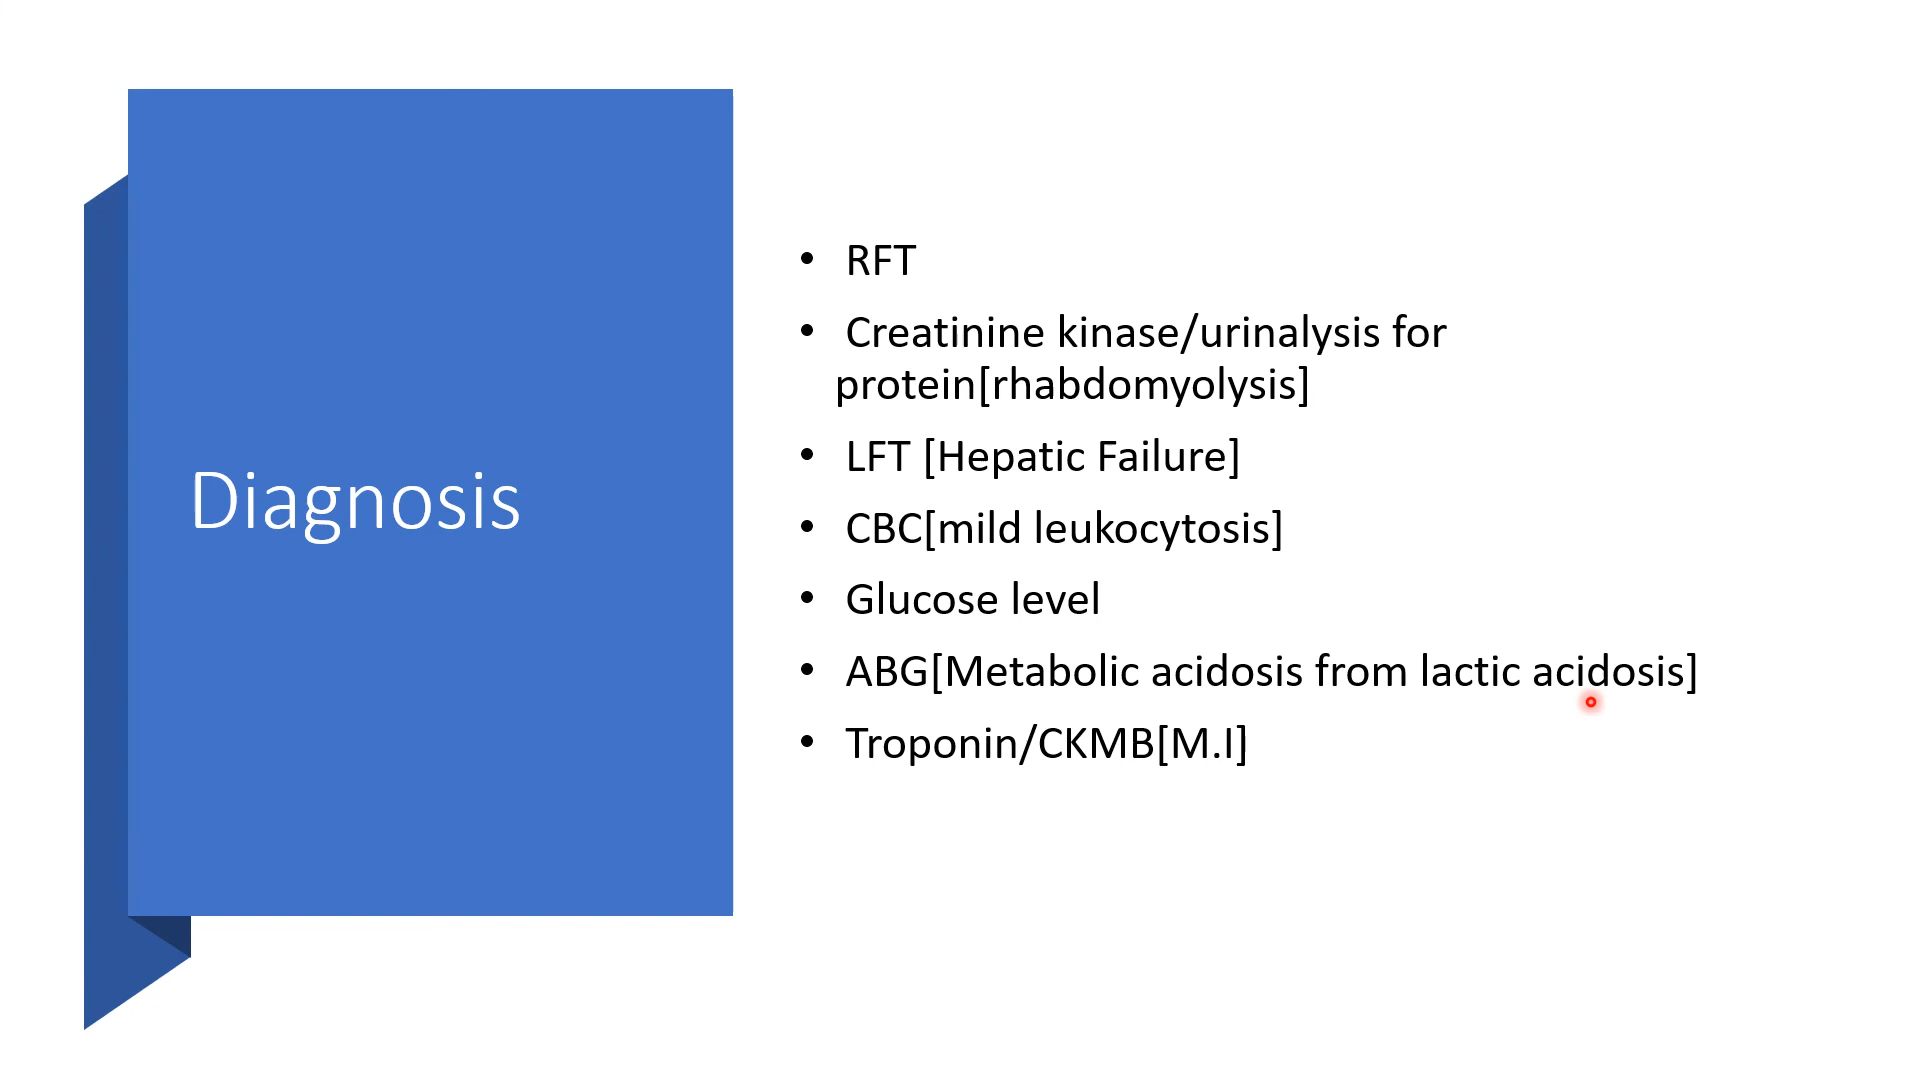 Diagnosis
• RFT
• Creatinine kinase/urinalysis for
protein[rhabdomyolysis]
• LFT [Hepatic Failure]
• CBC[mild leukocytosis]
• Glucose level
• ABG[Metabolic acidosis from lactic acidosis]
• Troponin/CKMB[M.I]